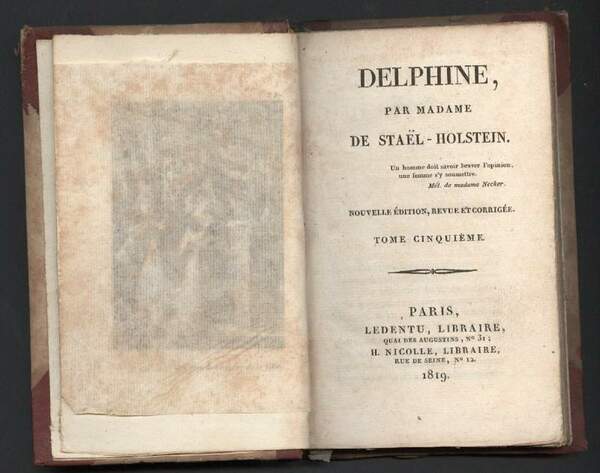 DELPHINE,
PAR MADAME
DE STAËL-HOLSTEIN.
Un homme doit savoir braver l'opinion,
une femme s'y soumettre.
Mél. de madame Necker.
NOUVELLE ÉDITION, REVUE ET CORRIGÉE.
TOME CINQUIÈME.
PARIS,
LEDENTU, LIBRAIRE,
QUAI DES AUGUSTINS, No 31;
H. NICOLLE, LIBRAIRE,
RUE DE SEINE, No 12.
1819.